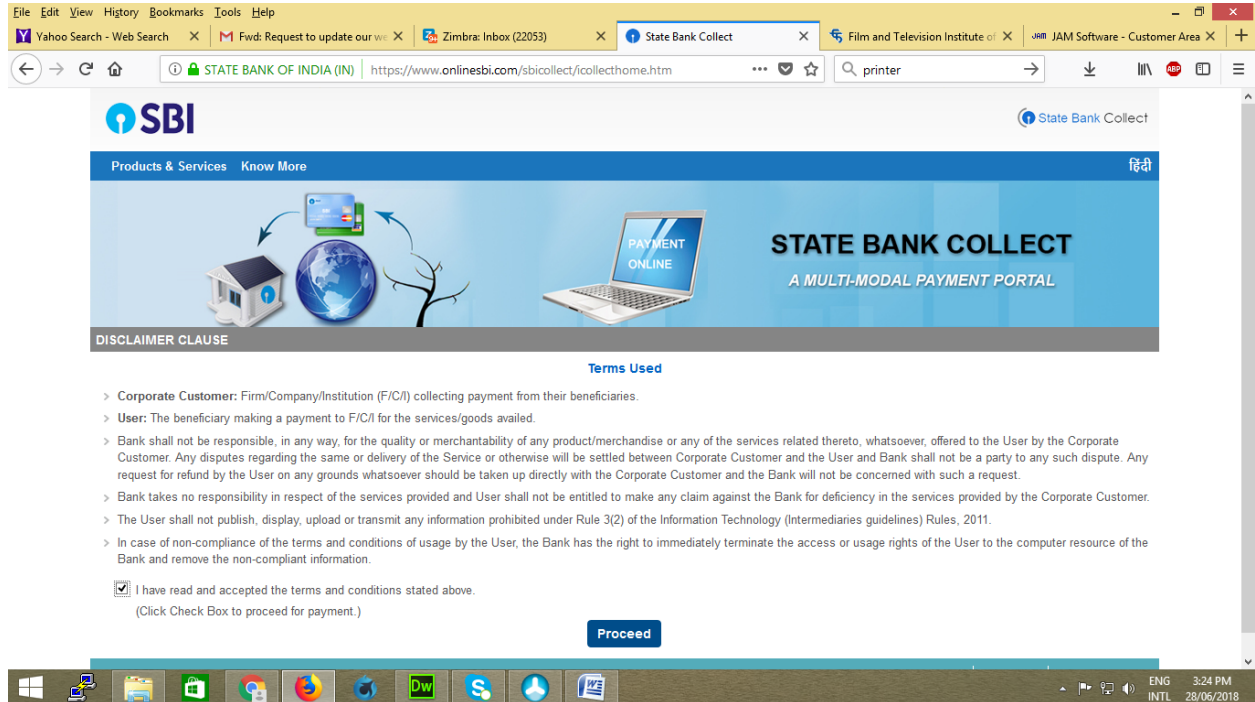 File Edit View History Bookmarks Tools Help
Yahoo Search - Web Search Fwd: Request to update our we Zimbra: Inbox (22053) State Bank Collect Film and Television Institute of JAM Software - Customer Area
STATE BANK OF INDIA (IN) https://www.onlinesbi.com/sbicollect/icollecthome.htm printer ABP
SBI State Bank Collect
Products & Services Know More हिंदी
PAYMENT
ONLINE
STATE BANK COLLECT
A MULTI-MODAL PAYMENT PORTAL
DISCLAIMER CLAUSE
Terms Used
Corporate Customer: Firm/Company/Institution (F/C/I) collecting payment from their beneficiaries.
User: The beneficiary making a payment to F/C/I for the services/goods availed.
Bank shall not be responsible, in any way, for the quality or merchantability of any product/merchandise or any of the services related thereto, whatsoever, offered to the User by the Corporate
Customer. Any disputes regarding the same or delivery of the Service or otherwise will be settled between Corporate Customer and the User and Bank shall not be a party to any such dispute. Any
request for refund by the User on any grounds whatsoever should be taken up directly with the Corporate Customer and the Bank will not be concerned with such a request.
Bank takes no responsibility in respect of the services provided and User shall not be entitled to make any claim against the Bank for deficiency in the services provided by the Corporate Customer.
The User shall not publish, display, upload or transmit any information prohibited under Rule 3(2) of the Information Technology (Intermediaries guidelines) Rules, 2011.
In case of non-compliance of the terms and conditions of usage by the User, the Bank has the right to immediately terminate the access or usage rights of the User to the computer resource of the
Bank and remove the non-compliant information.
I have read and accepted the terms and conditions stated above.
(Click Check Box to proceed for payment.)
Proceed
Dw ENG 3:24 PM
INTL 28/06/2018